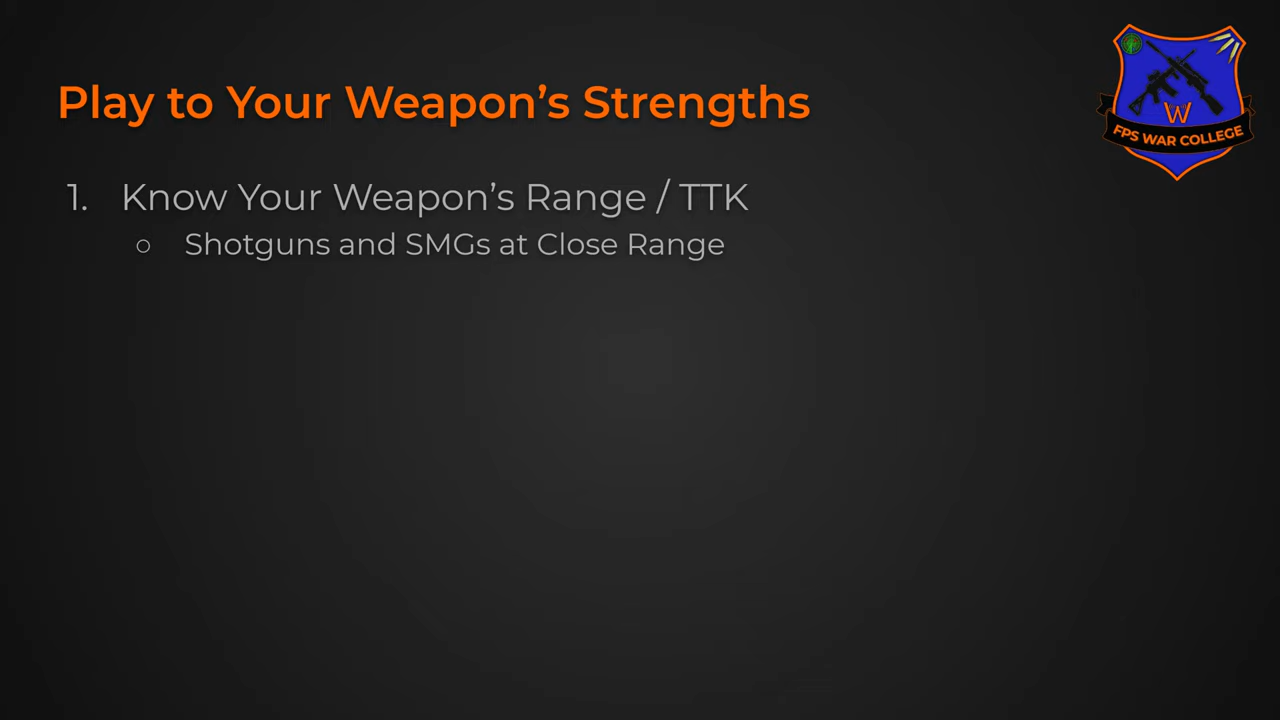 Play to Your Weapon’s Strengths
W
FPS WAR COLLEGE
1. Know Your Weapon’s Range / TTK
○ Shotguns and SMGs at Close Range